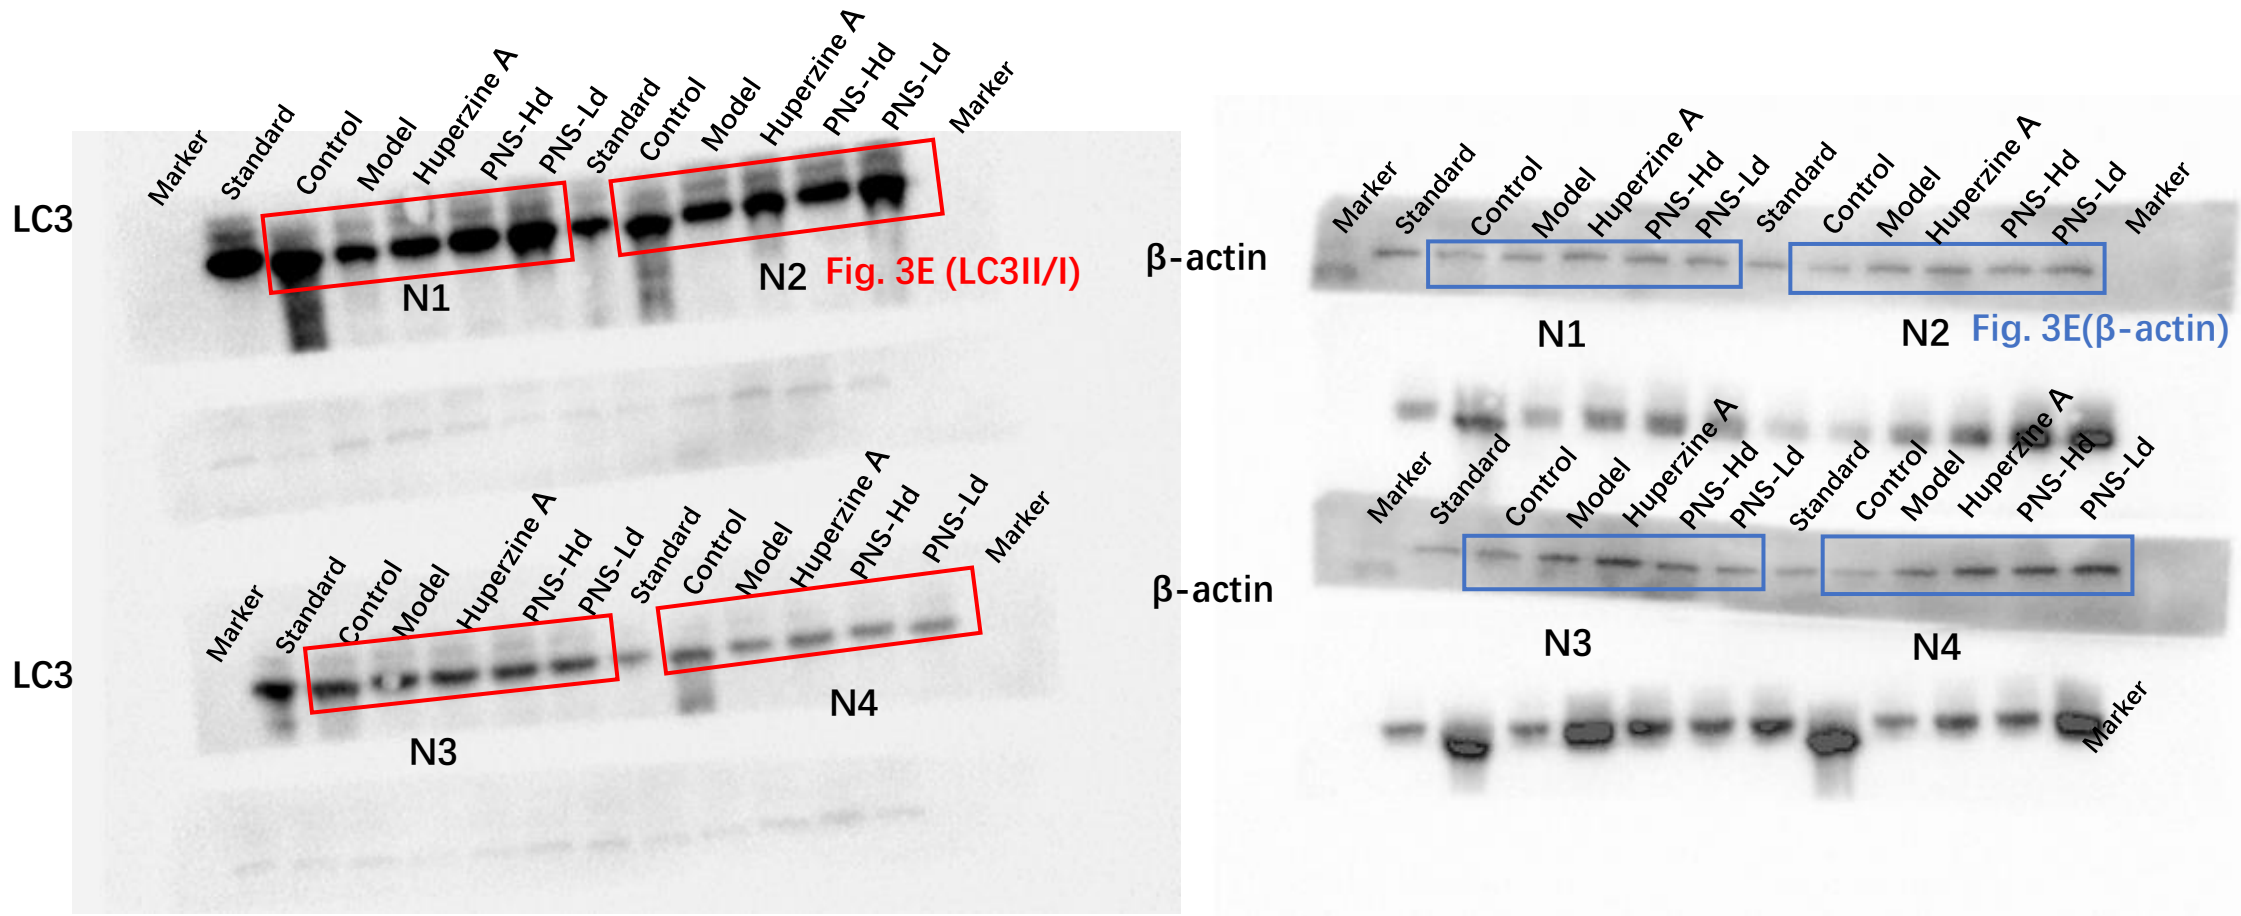 Marker
Standard
Control
Model
Huperzine A
PNS-Hd
PNS-Ld
Standard
Control
Model
Huperzine A
PNS-Hd
PNS-Ld
Marker
LC3
N1
N2
Fig. 3E (LC3II/I)
Marker
Standard
Control
Model
Huperzine A
PNS-Hd
PNS-Ld
Standard
Control
Model
Huperzine A
PNS-Hd
PNS-Ld
Marker
LC3
N3
N4
Marker
Standard
Control
Model
Huperzine A
PNS-Hd
PNS-Ld
Standard
Control
Model
Huperzine A
PNS-Hd
PNS-Ld
Marker
β-actin
N1
N2
Fig. 3E(β-actin)
Marker
Standard
Control
Model
Huperzine A
PNS-Hd
PNS-Ld
Standard
Control
Model
Huperzine A
PNS-Hd
PNS-Ld
β-actin
N3
N4
Marker